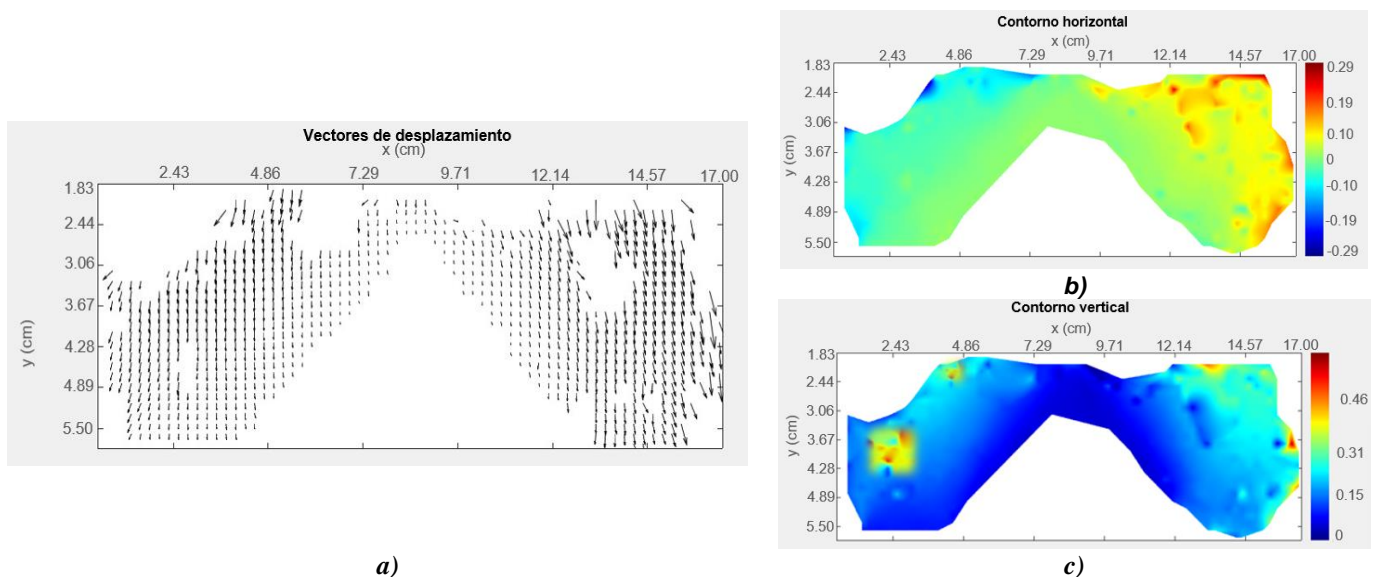 Vectores de desplazamiento
x (cm)
2.43 4.86 7.29 9.71 12.14 14.57 17.00
1.83
2.44
3.06
3.67
4.28
4.89
5.50
y (cm)
a)
Contorno horizontal
x (cm)
2.43 4.86 7.29 9.71 12.14 14.57 17.00
1.83
2.44
3.06
3.67
4.28
4.89
5.50
y (cm)
0.29
0.19
0.10
0
-0.10
-0.19
-0.29
b)
Contorno vertical
x (cm)
2.43 4.86 7.29 9.71 12.14 14.57 17.00
1.83
2.44
3.06
3.67
4.28
4.89
5.50
y (cm)
0.46
0.31
0.15
0
c)